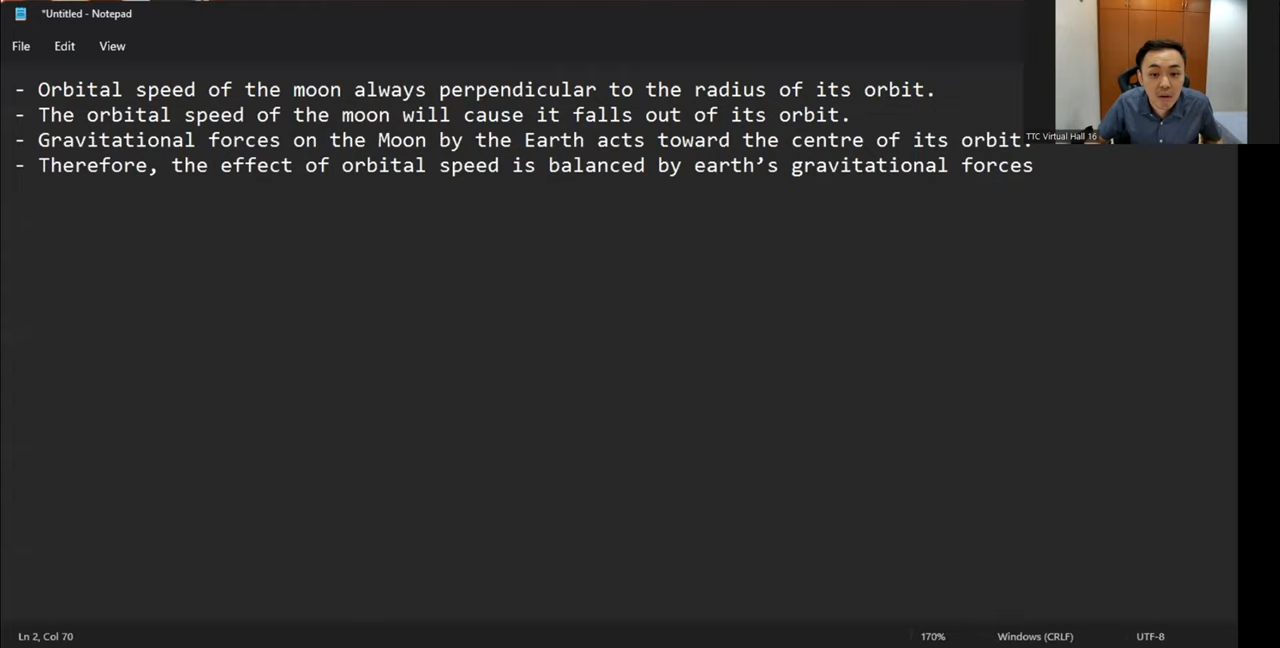 *Untitled - Notepad
File Edit View
- Orbital speed of the moon always perpendicular to the radius of its orbit.
- The orbital speed of the moon will cause it falls out of its orbit.
- Gravitational forces on the Moon by the Earth acts toward the centre of its orbit.
TTC Virtual Hall 16
- Therefore, the effect of orbital speed is balanced by earth’s gravitational forces
Ln 2, Col 70 170% Windows (CRLF) UTF-8